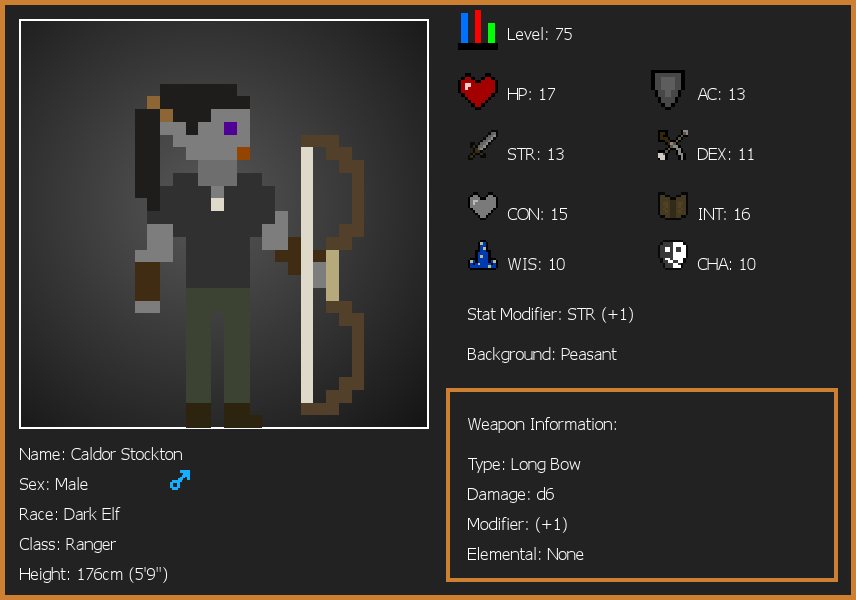 Level: 75
HP: 17
AC: 13
STR: 13
DEX: 11
CON: 15
INT: 16
WIS: 10
CHA: 10
Stat Modifier: STR (+1)
Background: Peasant
Weapon Information:
Type: Long Bow
Damage: d6
Modifier: (+1)
Elemental: None
Name: Caldor Stockton
Sex: Male
Race: Dark Elf
Class: Ranger
Height: 176cm (5'9")